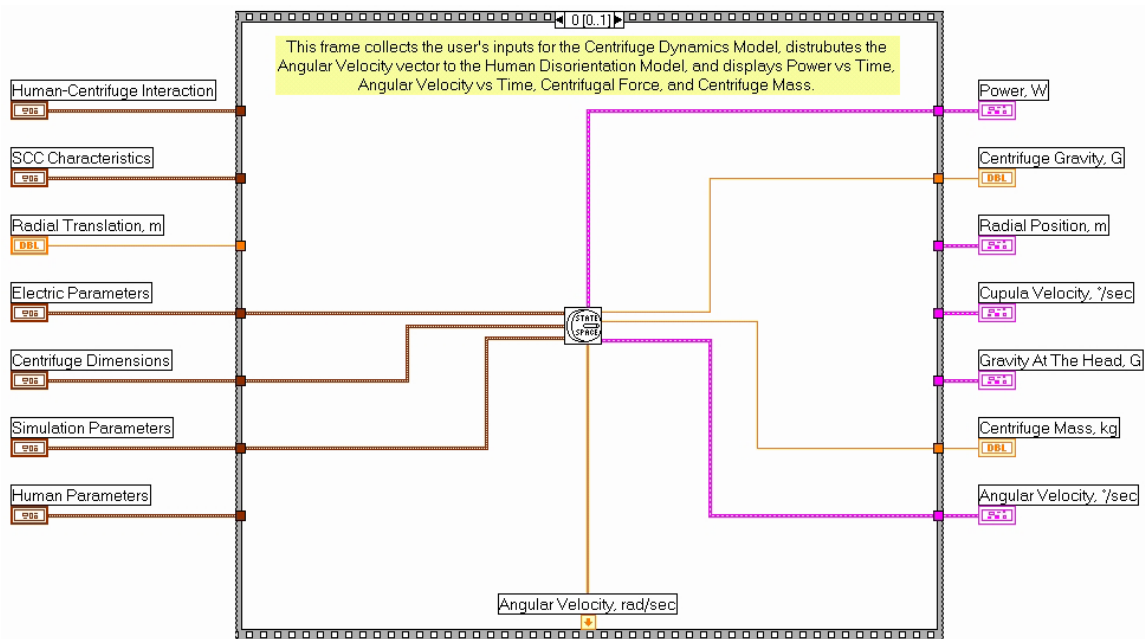 0 [0..1]
This frame collects the user's inputs for the Centrifuge Dynamics Model, distrubutes the
Angular Velocity vector to the Human Disorientation Model, and displays Power vs Time,
Angular Velocity vs Time, Centrifugal Force, and Centrifuge Mass.
Human-Centrifuge Interaction
SCC Characteristics
Radial Translation, m
DBL
Electric Parameters
Centrifuge Dimensions
Simulation Parameters
Human Parameters
STATE
SPACE
Angular Velocity, rad/sec
Power, W
Centrifuge Gravity, G
DBL
Radial Position, m
Cupula Velocity, °/sec
Gravity At The Head, G
Centrifuge Mass, kg
DBL
Angular Velocity, °/sec